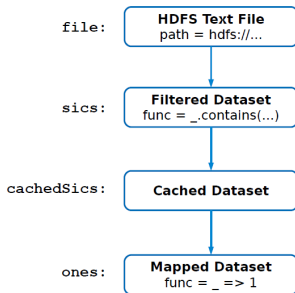 file:
HDFS Text File
path = hdfs://...
sics:
Filtered Dataset
func = _.contains(...)
cachedSics:
Cached Dataset
ones:
Mapped Dataset
func = _ => 1